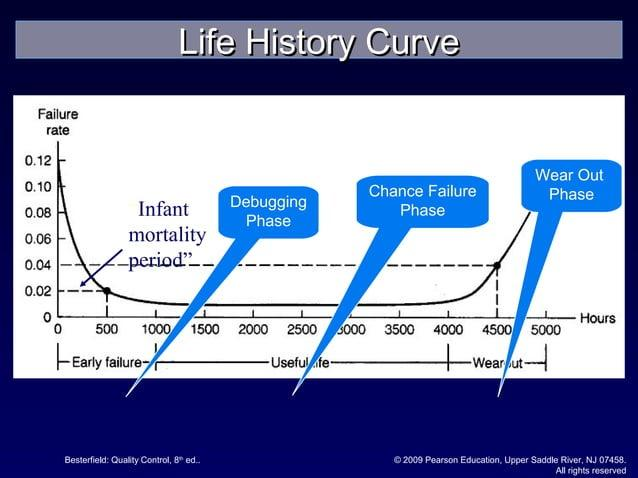 Life History Curve
Failure
rate
0.12
0.10
0.08
0.06
0.04
0.02
0
Infant
mortality
period”
Debugging
Phase
Chance Failure
Phase
Wear Out
Phase
0 500 1000 1500 2000 2500 3000 3500 4000 4500 5000 Hours
Early failure Useful life Wearout
Besterfield: Quality Control, 8th ed..
© 2009 Pearson Education, Upper Saddle River, NJ 07458.
All rights reserved